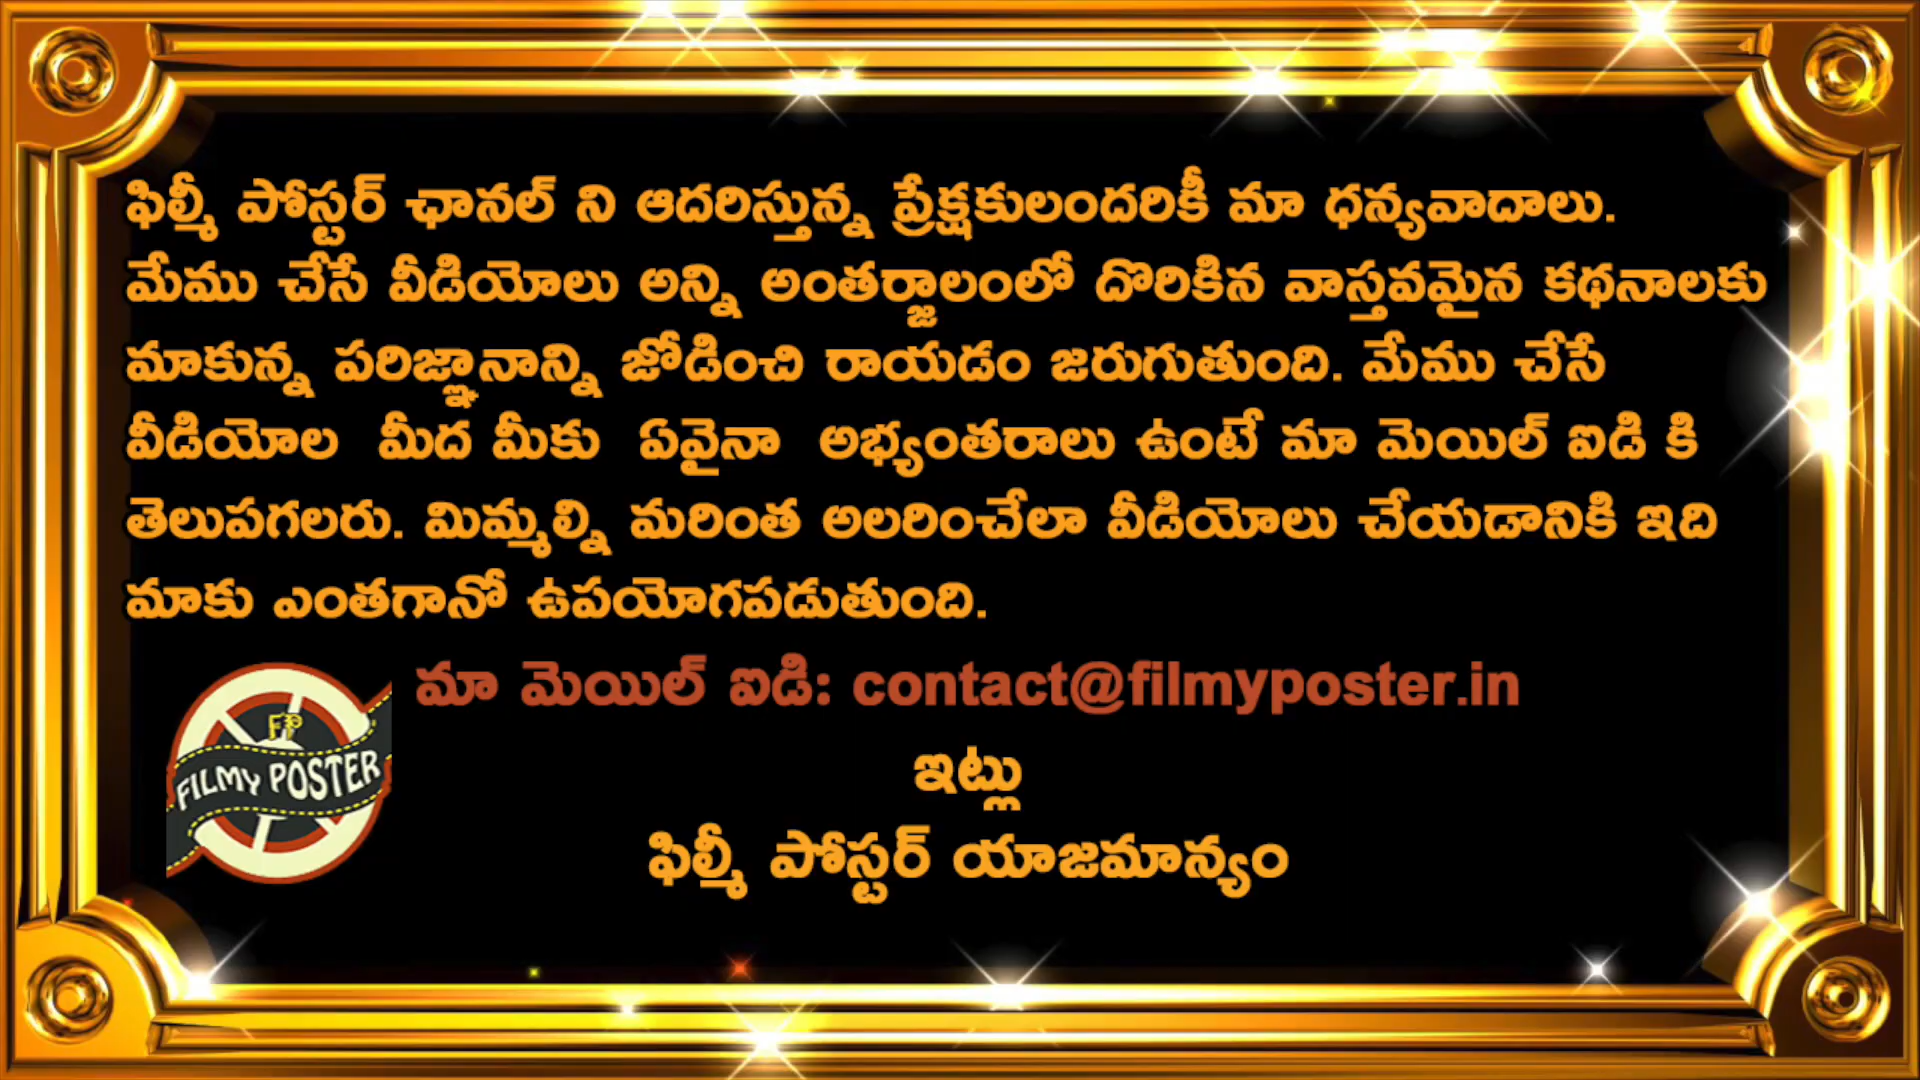 ఫిల్మీ పోస్టర్ ఛానల్ ని ఆదరిస్తున్న ప్రేక్షకులందరికీ మా ధన్యవాదాలు.
మేము చేసే వీడియోలు అన్ని అంతర్జాలంలో దొరికిన వాస్తవమైన కథనాలకు
మాకున్న పరిజ్ఞానాన్ని జోడించి రాయడం జరుగుతుంది. మేము చేసే
వీడియోల మీద మీకు ఏవైనా అభ్యంతరాలు ఉంటే మా మెయిల్ ఐడి కి
తెలుపగలరు. మిమ్మల్ని మరింత అలరించేలా వీడియోలు చేయడానికి ఇది
మాకు ఎంతగానో ఉపయోగపడుతుంది.
మా మెయిల్ ఐడి: contact@filmyposter.in
FP
FILMY POSTER
ఇట్లు
ఫిల్మీ పోస్టర్ యాజమాన్యం